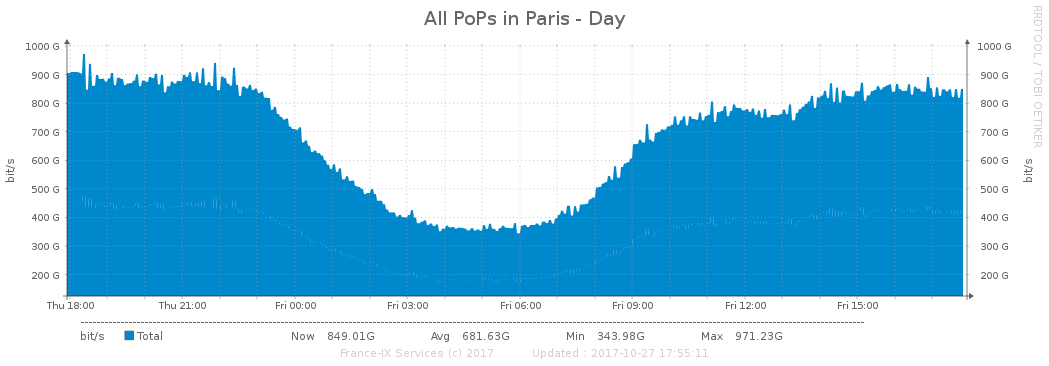 All PoPs in Paris - Day
RRDTOOL / TOBI OETIKER
1000 G 1000 G
900 G 900 G
800 G 800 G
700 G 700 G
600 G 600 G
500 G 500 G
400 G 400 G
300 G 300 G
200 G 200 G
bit/s bit/s
Thu 18:00 Thu 21:00 Fri 00:00 Fri 03:00 Fri 06:00 Fri 09:00 Fri 12:00 Fri 15:00
bit/s Total Now 849.01G Avg 681.63G Min 343.98G Max 971.23G
France-IX Services (c) 2017 Updated : 2017-10-27 17:55:11